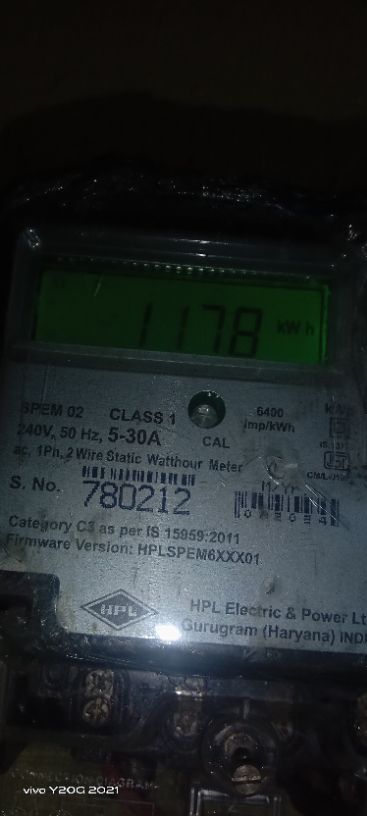 1178 kWh
SPEM 02 CLASS 1 6400
imp/kWh
240V, 50 Hz, 5-30A CAL
ac, 1Ph, 2 Wire Static Watthour Meter
S. No. 780212
Category C3 as per IS 15959:2011
Firmware Version: HPLSPEM6XXX01
HPL
HPL Electric & Power Lt
Gurugram (Haryana) INDI
CONNECTION DIAGRAM
vivo Y20G 2021